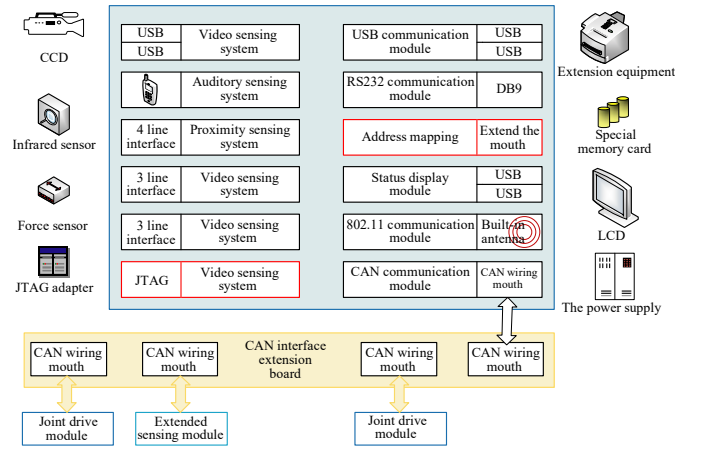 CCD
Infrared sensor
Force sensor
JTAG adapter
USB
USB
Video sensing
system
Auditory sensing
system
4 line
interface
Proximity sensing
system
3 line
interface
Video sensing
system
3 line
interface
Video sensing
system
JTAG
Video sensing
system
USB communication
module
USB
USB
RS232 communication
module
DB9
Address mapping
Extend the
mouth
Status display
module
USB
USB
802.11 communication
module
Built-in
antenna
CAN communication
module
CAN wiring
mouth
Extension equipment
Special
memory card
LCD
The power supply
CAN wiring
mouth
CAN wiring
mouth
CAN interface
extension
board
CAN wiring
mouth
CAN wiring
mouth
Joint drive
module
Extended
sensing module
Joint drive
module